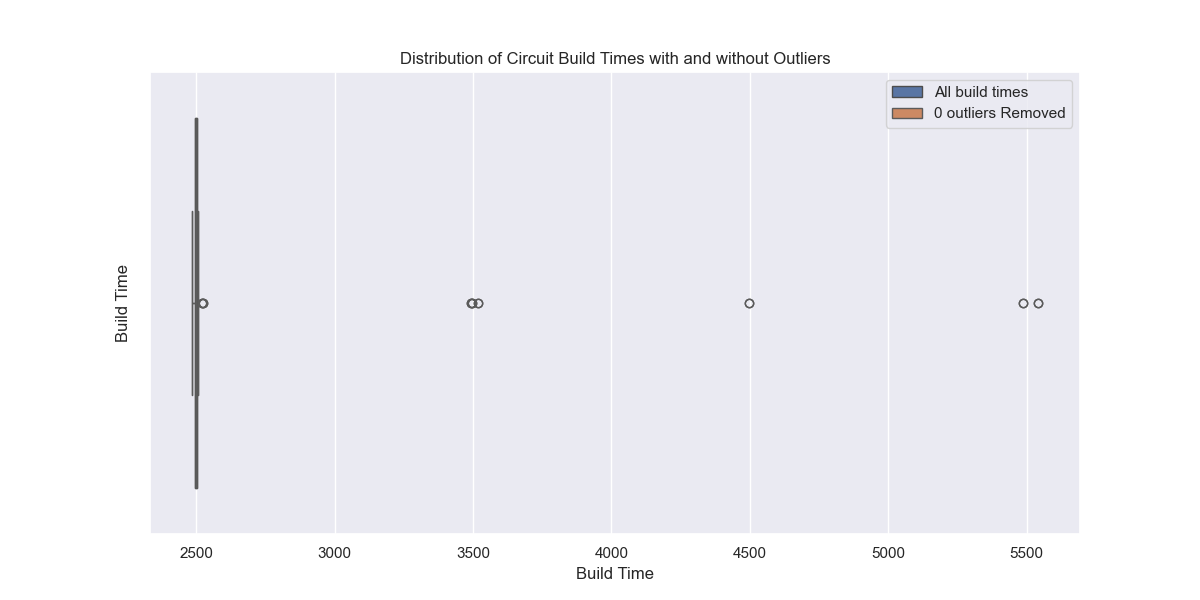 Distribution of Circuit Build Times with and without Outliers
All build times
0 outliers Removed
Build Time
2500 3000 3500 4000 4500 5000 5500
Build Time